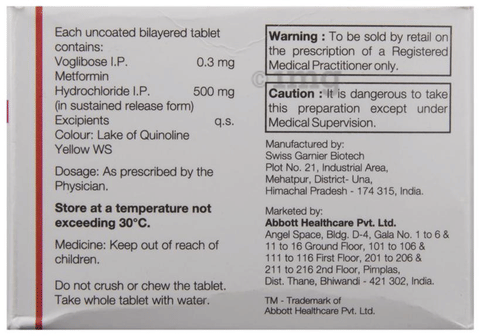 Each uncoated bilayered tablet
contains:
Voglibose I.P. 0.3 mg
Metformin
Hydrochloride I.P. 500 mg
(in sustained release form)
Excipients q.s.
Colour: Lake of Quinoline
Yellow WS
Dosage: As prescribed by the
Physician.
Store at a temperature not
exceeding 30°C.
Medicine: Keep out of reach of
children.
Do not crush or chew the tablet.
Take whole tablet with water.
Warning : To be sold by retail on
the prescription of a Registered
Medical Practitioner only.
Caution : It is dangerous to take
this preparation except under
Medical Supervision.
Manufactured by:
Swiss Garnier Biotech
Plot No. 21, Industrial Area,
Mehatpur, District- Una,
Himachal Pradesh - 174 315, India.
Marketed by:
Abbott Healthcare Pvt. Ltd.
Angel Space, Bldg. D-4, Gala No. 1 to 6 &
11 to 16 Ground Floor, 101 to 106 &
111 to 116 First Floor, 201 to 206 &
211 to 216 2nd Floor, Pimplas,
Dist. Thane, Bhiwandi - 421 302, India.
TM - Trademark of
Abbott Healthcare Pvt. Ltd.